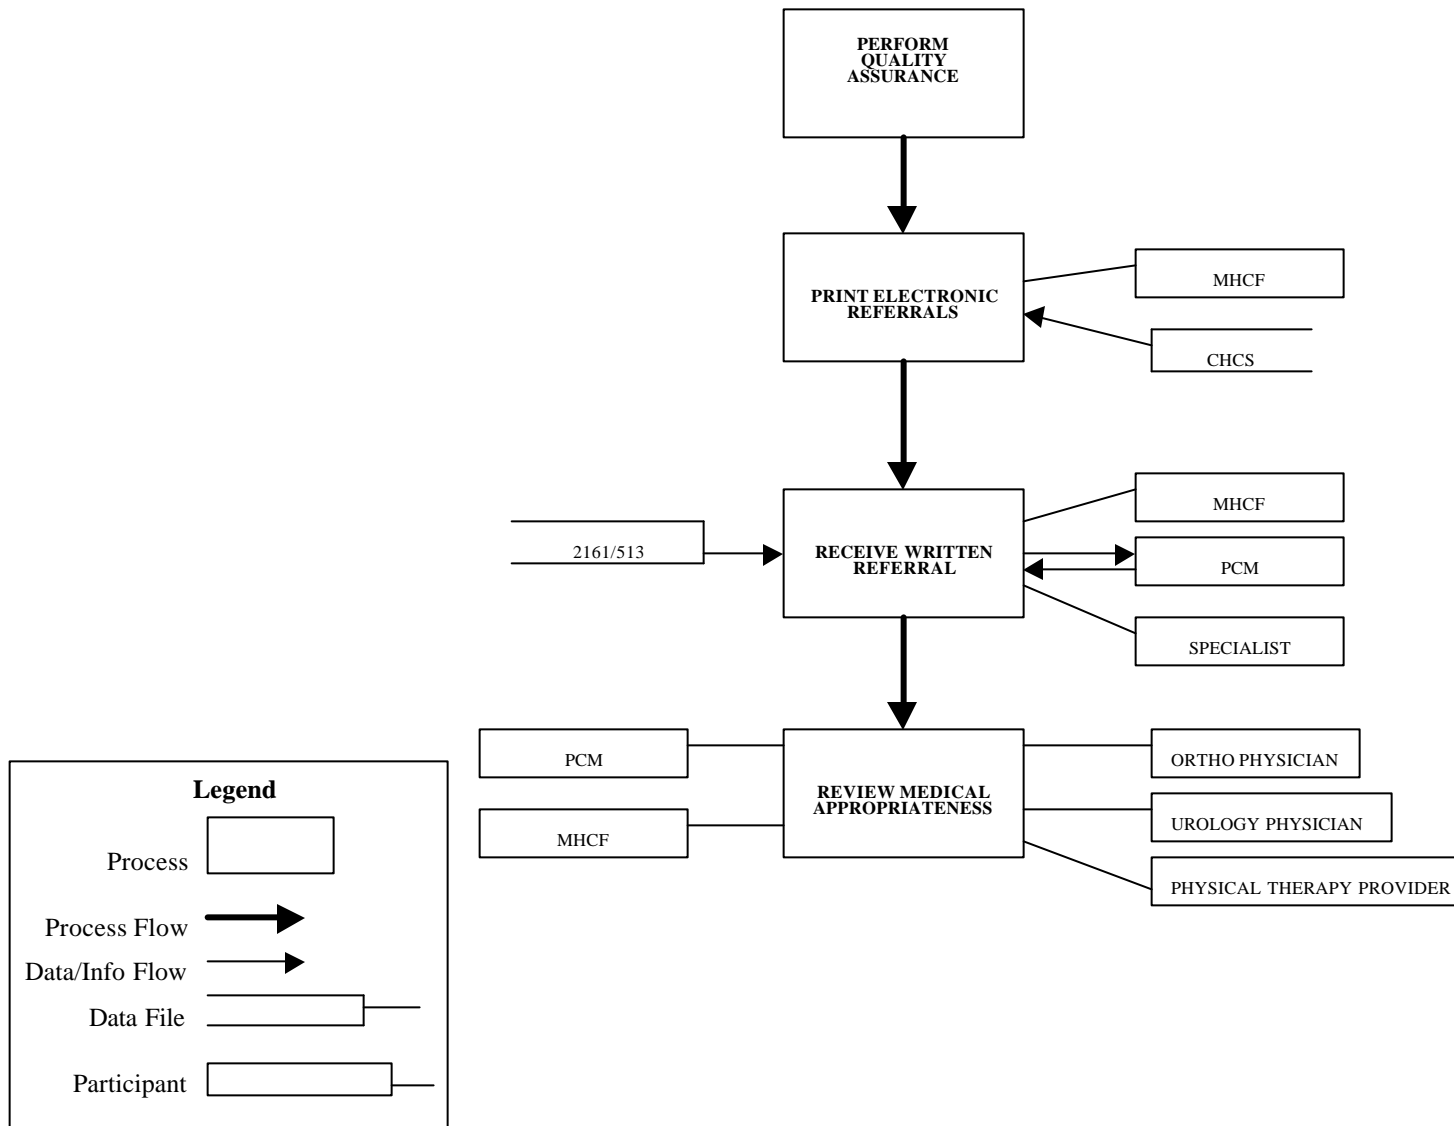 PERFORM
QUALITY
ASSURANCE
PRINT ELECTRONIC
REFERRALS
MHCF
CHCS
2161/513
RECEIVE WRITTEN
REFERRAL
MHCF
PCM
SPECIALIST
PCM
MHCF
REVIEW MEDICAL
APPROPRIATENESS
ORTHO PHYSICIAN
UROLOGY PHYSICIAN
PHYSICAL THERAPY PROVIDER
Legend
Process
Process Flow
Data/Info Flow
Data File
Participant